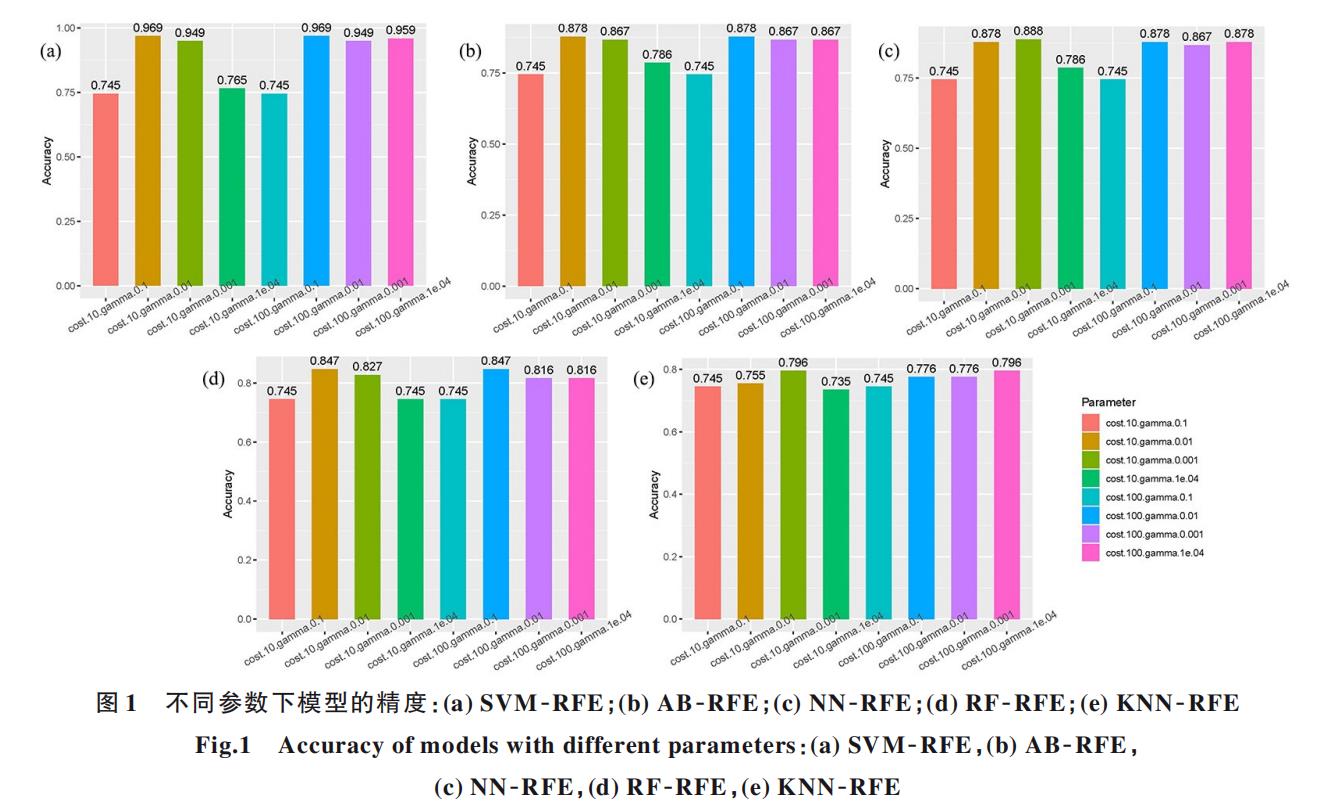 (a)
Accuracy
1.00
0.75
0.50
0.25
0.00
0.745 0.969 0.949 0.765 0.745 0.969 0.949 0.959
cost.10.gamma.0.1
cost.10.gamma.0.01
cost.10.gamma.0.001
cost.10.gamma.1e.04
cost.100.gamma.0.1
cost.100.gamma.0.01
cost.100.gamma.0.001
cost.100.gamma.1e.04
(b)
Accuracy
0.75
0.50
0.25
0.00
0.745 0.878 0.867 0.786 0.745 0.878 0.867 0.867
cost.10.gamma.0.1
cost.10.gamma.0.01
cost.10.gamma.0.001
cost.10.gamma.1e.04
cost.100.gamma.0.1
cost.100.gamma.0.01
cost.100.gamma.0.001
cost.100.gamma.1e.04
(c)
Accuracy
0.75
0.50
0.25
0.00
0.745 0.878 0.888 0.786 0.745 0.878 0.867 0.878
cost.10.gamma.0.1
cost.10.gamma.0.01
cost.10.gamma.0.001
cost.10.gamma.1e.04
cost.100.gamma.0.1
cost.100.gamma.0.01
cost.100.gamma.0.001
cost.100.gamma.1e.04
(d)
Accuracy
0.8
0.6
0.4
0.2
0.0
0.745 0.847 0.827 0.745 0.745 0.847 0.816 0.816
cost.10.gamma.0.1
cost.10.gamma.0.01
cost.10.gamma.0.001
cost.10.gamma.1e.04
cost.100.gamma.0.1
cost.100.gamma.0.01
cost.100.gamma.0.001
cost.100.gamma.1e.04
(e)
Accuracy
0.8
0.6
0.4
0.2
0.0
0.745 0.755 0.796 0.735 0.745 0.776 0.776 0.796
cost.10.gamma.0.1
cost.10.gamma.0.01
cost.10.gamma.0.001
cost.10.gamma.1e.04
cost.100.gamma.0.1
cost.100.gamma.0.01
cost.100.gamma.0.001
cost.100.gamma.1e.04
Parameter
cost.10.gamma.0.1
cost.10.gamma.0.01
cost.10.gamma.0.001
cost.10.gamma.1e.04
cost.100.gamma.0.1
cost.100.gamma.0.01
cost.100.gamma.0.001
cost.100.gamma.1e.04
图 1 不同参数下模型的精度:(a) SVM-RFE;(b) AB-RFE;(c) NN-RFE;(d) RF-RFE;(e) KNN-RFE
Fig.1 Accuracy of models with different parameters:(a) SVM-RFE,(b) AB-RFE,
(c) NN-RFE,(d) RF-RFE,(e) KNN-RFE